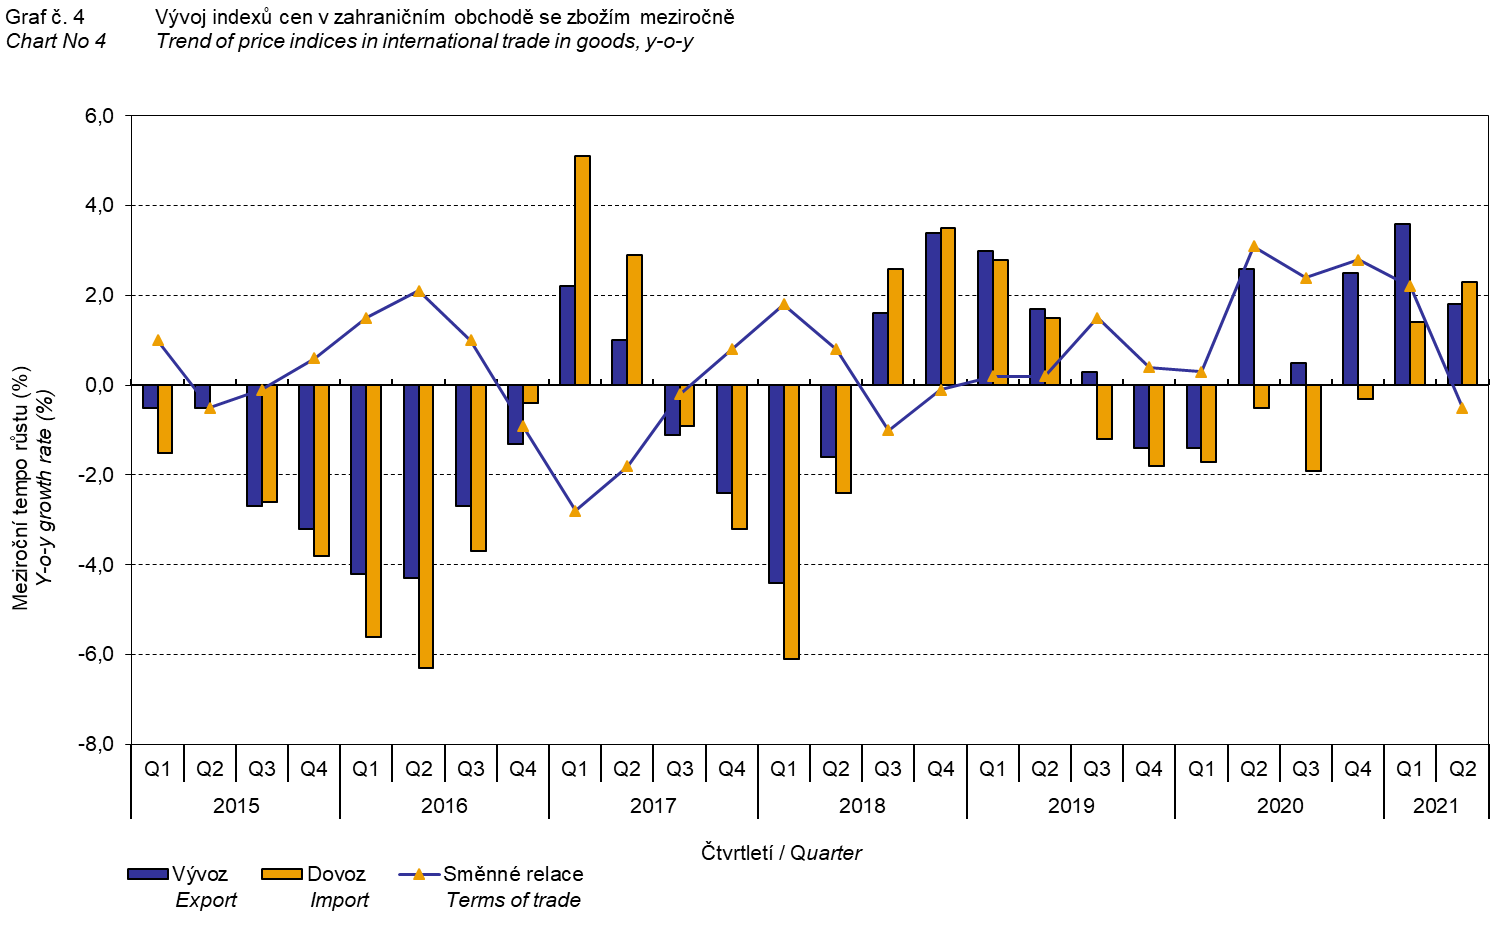 Graf č. 4 Vývoj indexů cen v zahraničním obchodě se zbožím meziročně
Chart No 4 Trend of price indices in international trade in goods, y-o-y
Meziroční tempo růstu (%)
Y-o-y growth rate (%)
6,0
4,0
2,0
0,0
-2,0
-4,0
-6,0
-8,0
Q1 Q2 Q3 Q4 Q1 Q2 Q3 Q4 Q1 Q2 Q3 Q4 Q1 Q2 Q3 Q4 Q1 Q2 Q3 Q4 Q1 Q2 Q3 Q4 Q1 Q2
2015 2016 2017 2018 2019 2020 2021
Čtvrtletí / Quarter
Vývoz Dovoz Směnné relace
Export Import Terms of trade